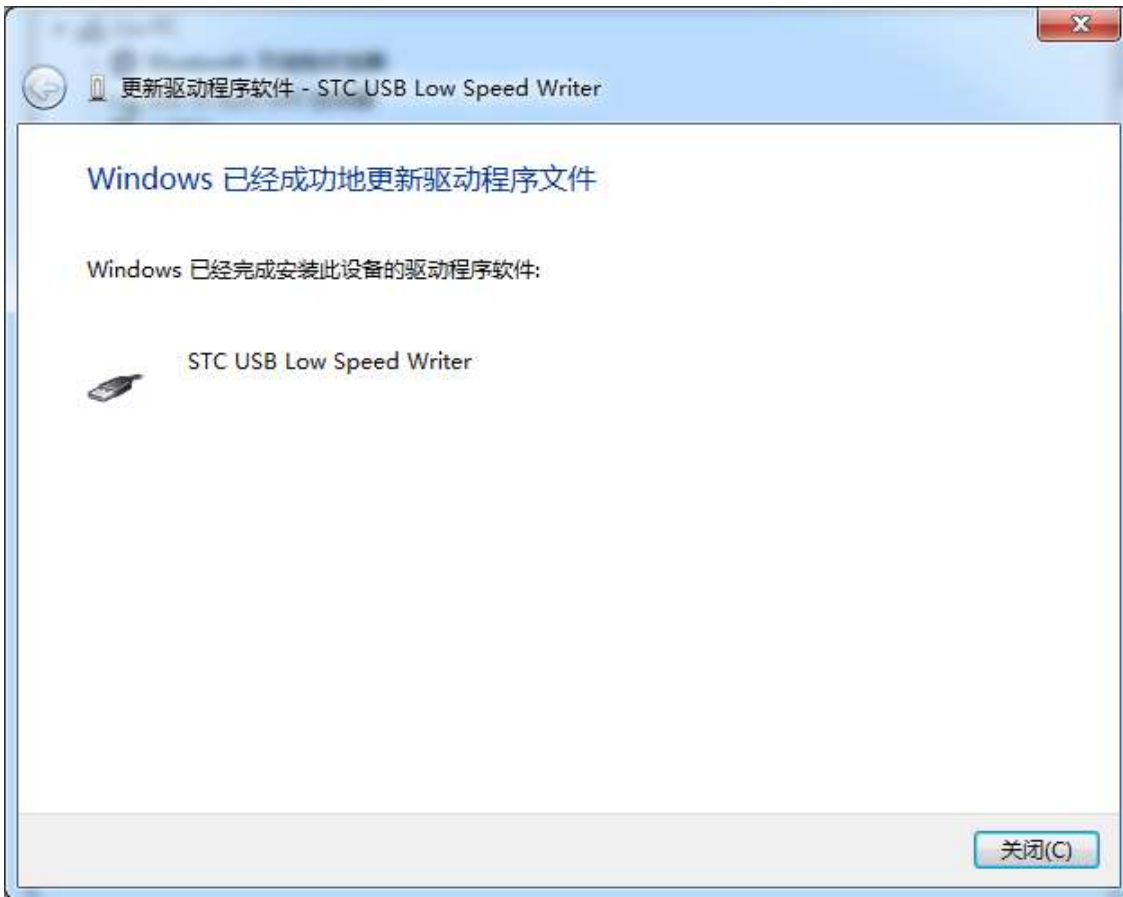 更新驱动程序软件 - STC USB Low Speed Writer
Windows 已经成功地更新驱动程序文件
Windows 已经完成安装此设备的驱动程序软件:
STC USB Low Speed Writer
关闭(C)